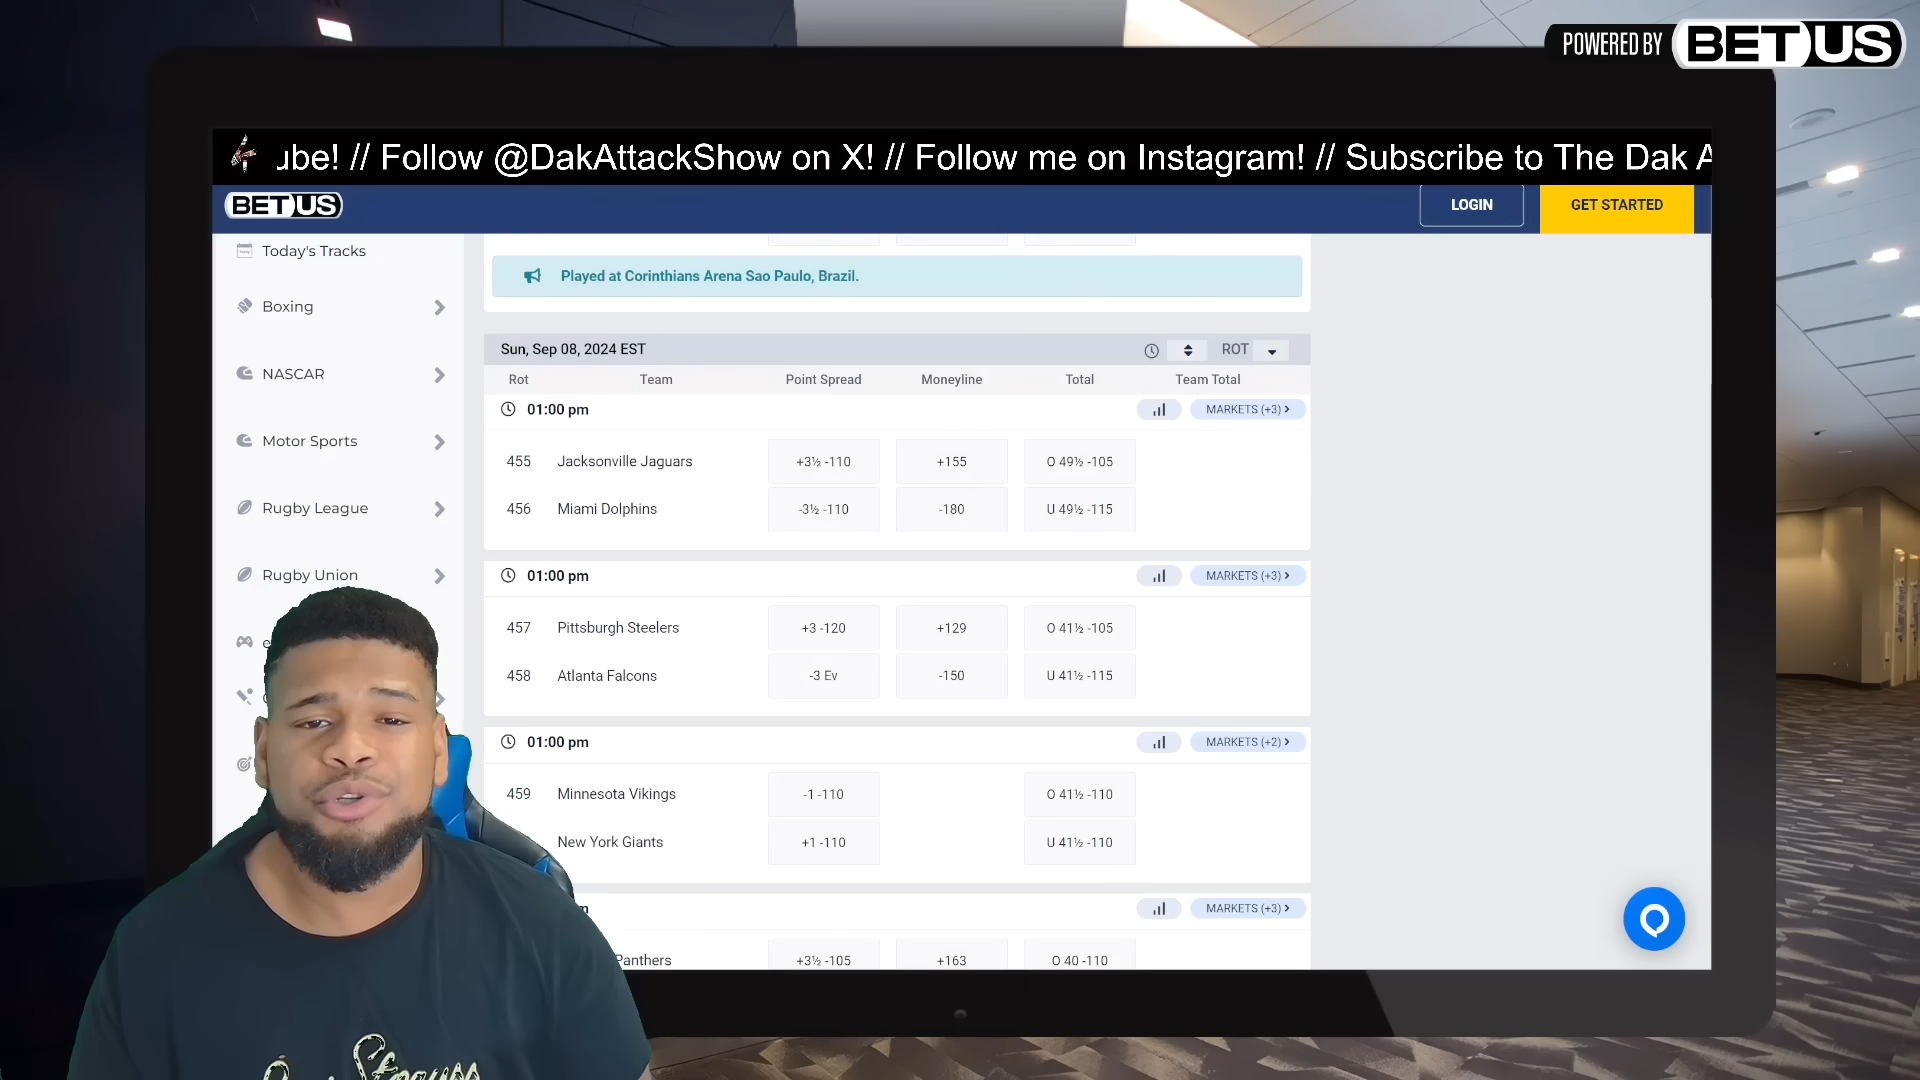 POWERED BY BETUS
ube! // Follow @DakAttackShow on X! // Follow me on Instagram! // Subscribe to The Dak A
BETUS
LOGIN
GET STARTED
Today's Tracks
Boxing
NASCAR
Motor Sports
Rugby League
Rugby Union
Played at Corinthians Arena Sao Paulo, Brazil.
Sun, Sep 08, 2024 EST
ROT
Rot Team Point Spread Moneyline Total Team Total
01:00 pm MARKETS (+3)
455 Jacksonville Jaguars +3½ -110 +155 O 49½ -105
456 Miami Dolphins -3½ -110 -180 U 49½ -115
01:00 pm MARKETS (+3)
457 Pittsburgh Steelers +3 -120 +129 O 41½ -105
458 Atlanta Falcons -3 Ev -150 U 41½ -115
01:00 pm MARKETS (+2)
459 Minnesota Vikings -1 -110 O 41½ -110
New York Giants +1 -110 U 41½ -110
MARKETS (+3)
Panthers +3½ -105 +163 O 40 -110